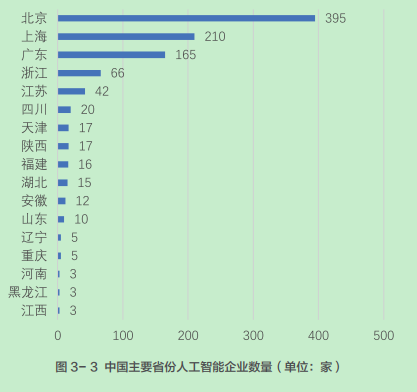 北京 395
上海 210
广东 165
浙江 66
江苏 42
四川 20
天津 17
陕西 17
福建 16
湖北 15
安徽 12
山东 10
辽宁 5
重庆 5
河南 3
黑龙江 3
江西 3
0 100 200 300 400 500
图 3- 3 中国主要省份人工智能企业数量（单位：家）